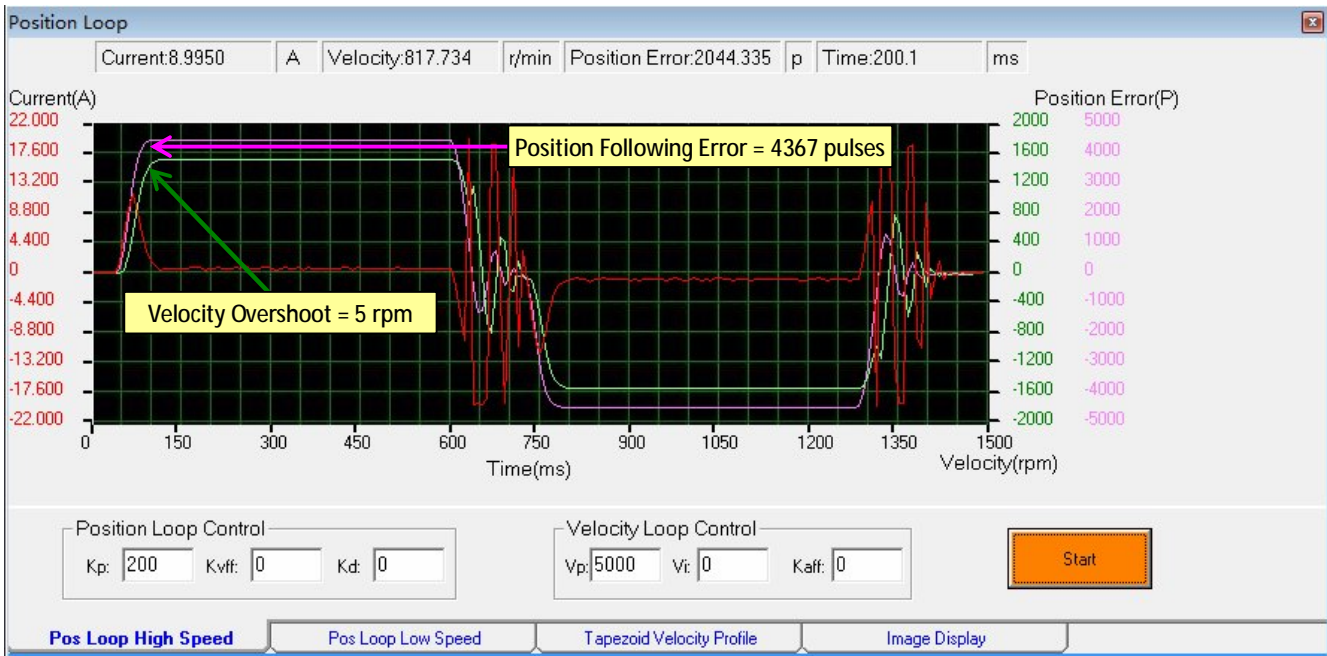 Position Loop
Current:8.9950 A Velocity:817.734 r/min Position Error:2044.335 p Time:200.1 ms
Current(A) Position Error(P)
22.000 2000 5000
17.600 1600 4000
13.200 1200 3000
8.800 800 2000
4.400 400 1000
0 0 0
-4.400 -400 -1000
-8.800 -800 -2000
-13.200 -1200 -3000
-17.600 -1600 -4000
-22.000 -2000 -5000
Position Following Error = 4367 pulses
Velocity Overshoot = 5 rpm
0 150 300 450 600 750 900 1050 1200 1350 1500
Time(ms) Velocity(rpm)
Position Loop Control Velocity Loop Control
Kp: 200 Kvff: 0 Kd: 0 Vp: 5000 Vi: 0 Kaff: 0 Start
Pos Loop High Speed Pos Loop Low Speed Tapezoid Velocity Profile Image Display